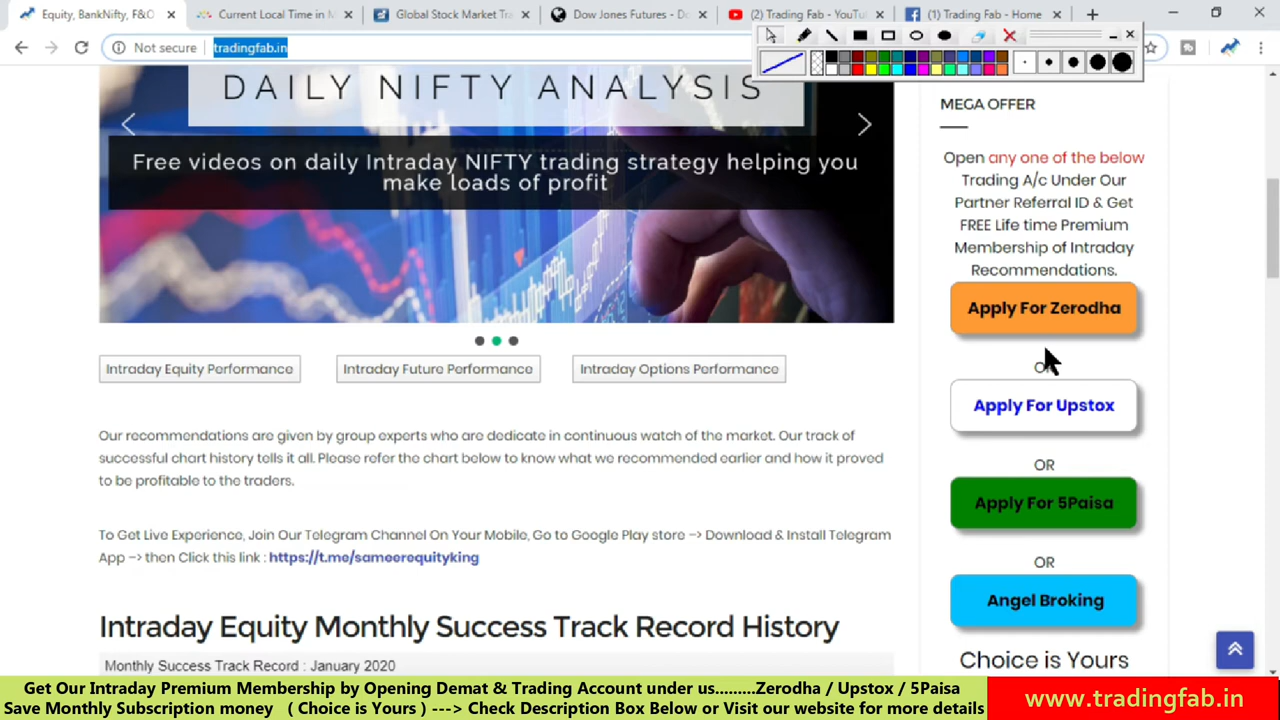 Equity, BankNifty, F&O
Current Local Time in M
Global Stock Market Tra
Dow Jones Futures - D
(2) Trading Fab - YouTu
(1) Trading Fab - Home
Not secure
tradingfab.in
DAILY NIFTY ANALYSIS
Free videos on daily Intraday NIFTY trading strategy helping you
make loads of profit
Intraday Equity Performance
Intraday Future Performance
Intraday Options Performance
Our recommendations are given by group experts who are dedicate in continuous watch of the market. Our track of
successful chart history tells it all. Please refer the chart below to know what we recommended earlier and how it proved
to be profitable to the traders.
To Get Live Experience, Join Our Telegram Channel On Your Mobile, Go to Google Play store –> Download & Install Telegram
App –> then Click this link : https://t.me/sameerequityking
Intraday Equity Monthly Success Track Record History
Monthly Success Track Record : January 2020
MEGA OFFER
Open any one of the below
Trading A/c Under Our
Partner Referral ID & Get
FREE Life time Premium
Membership of Intraday
Recommendations.
Apply For Zerodha
OR
Apply For Upstox
OR
Apply For 5Paisa
OR
Angel Broking
Choice is Yours
Get Our Intraday Premium Membership by Opening Demat & Trading Account under us.........Zerodha / Upstox / 5Paisa
Save Monthly Subscription money ( Choice is Yours ) ---> Check Description Box Below or Visit our website for more details
www.tradingfab.in